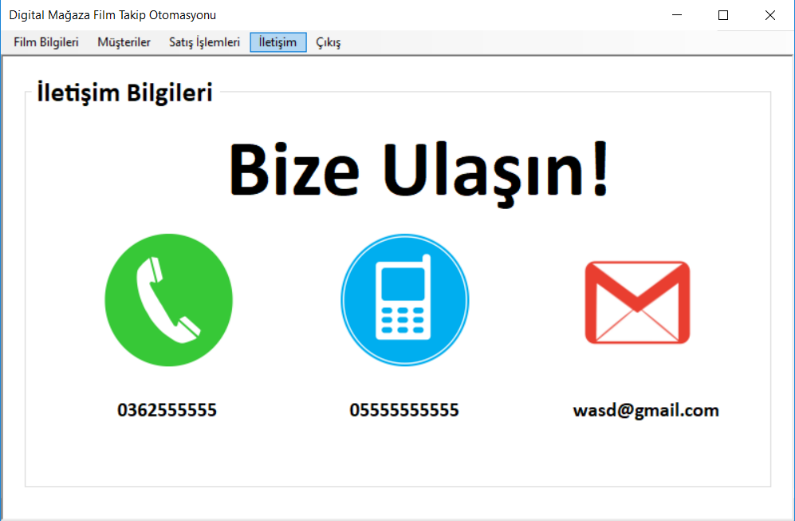 Digital Mağaza Film Takip Otomasyonu
Film Bilgileri Müşteriler Satış İşlemleri İletişim Çıkış
İletişim Bilgileri
Bize Ulaşın!
0362555555 05555555555 wasd@gmail.com